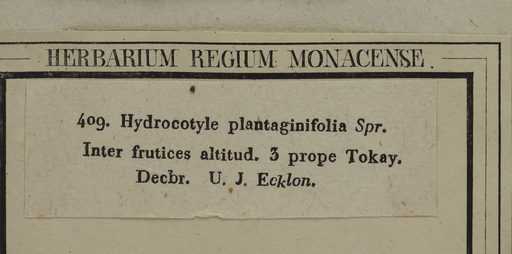 HERBARIUM REGIUM MONACENSE.
409. Hydrocotyle plantaginifolia Spr.
Inter frutices altitud. 3 prope Tokay.
Decbr. U. J. Ecklon.